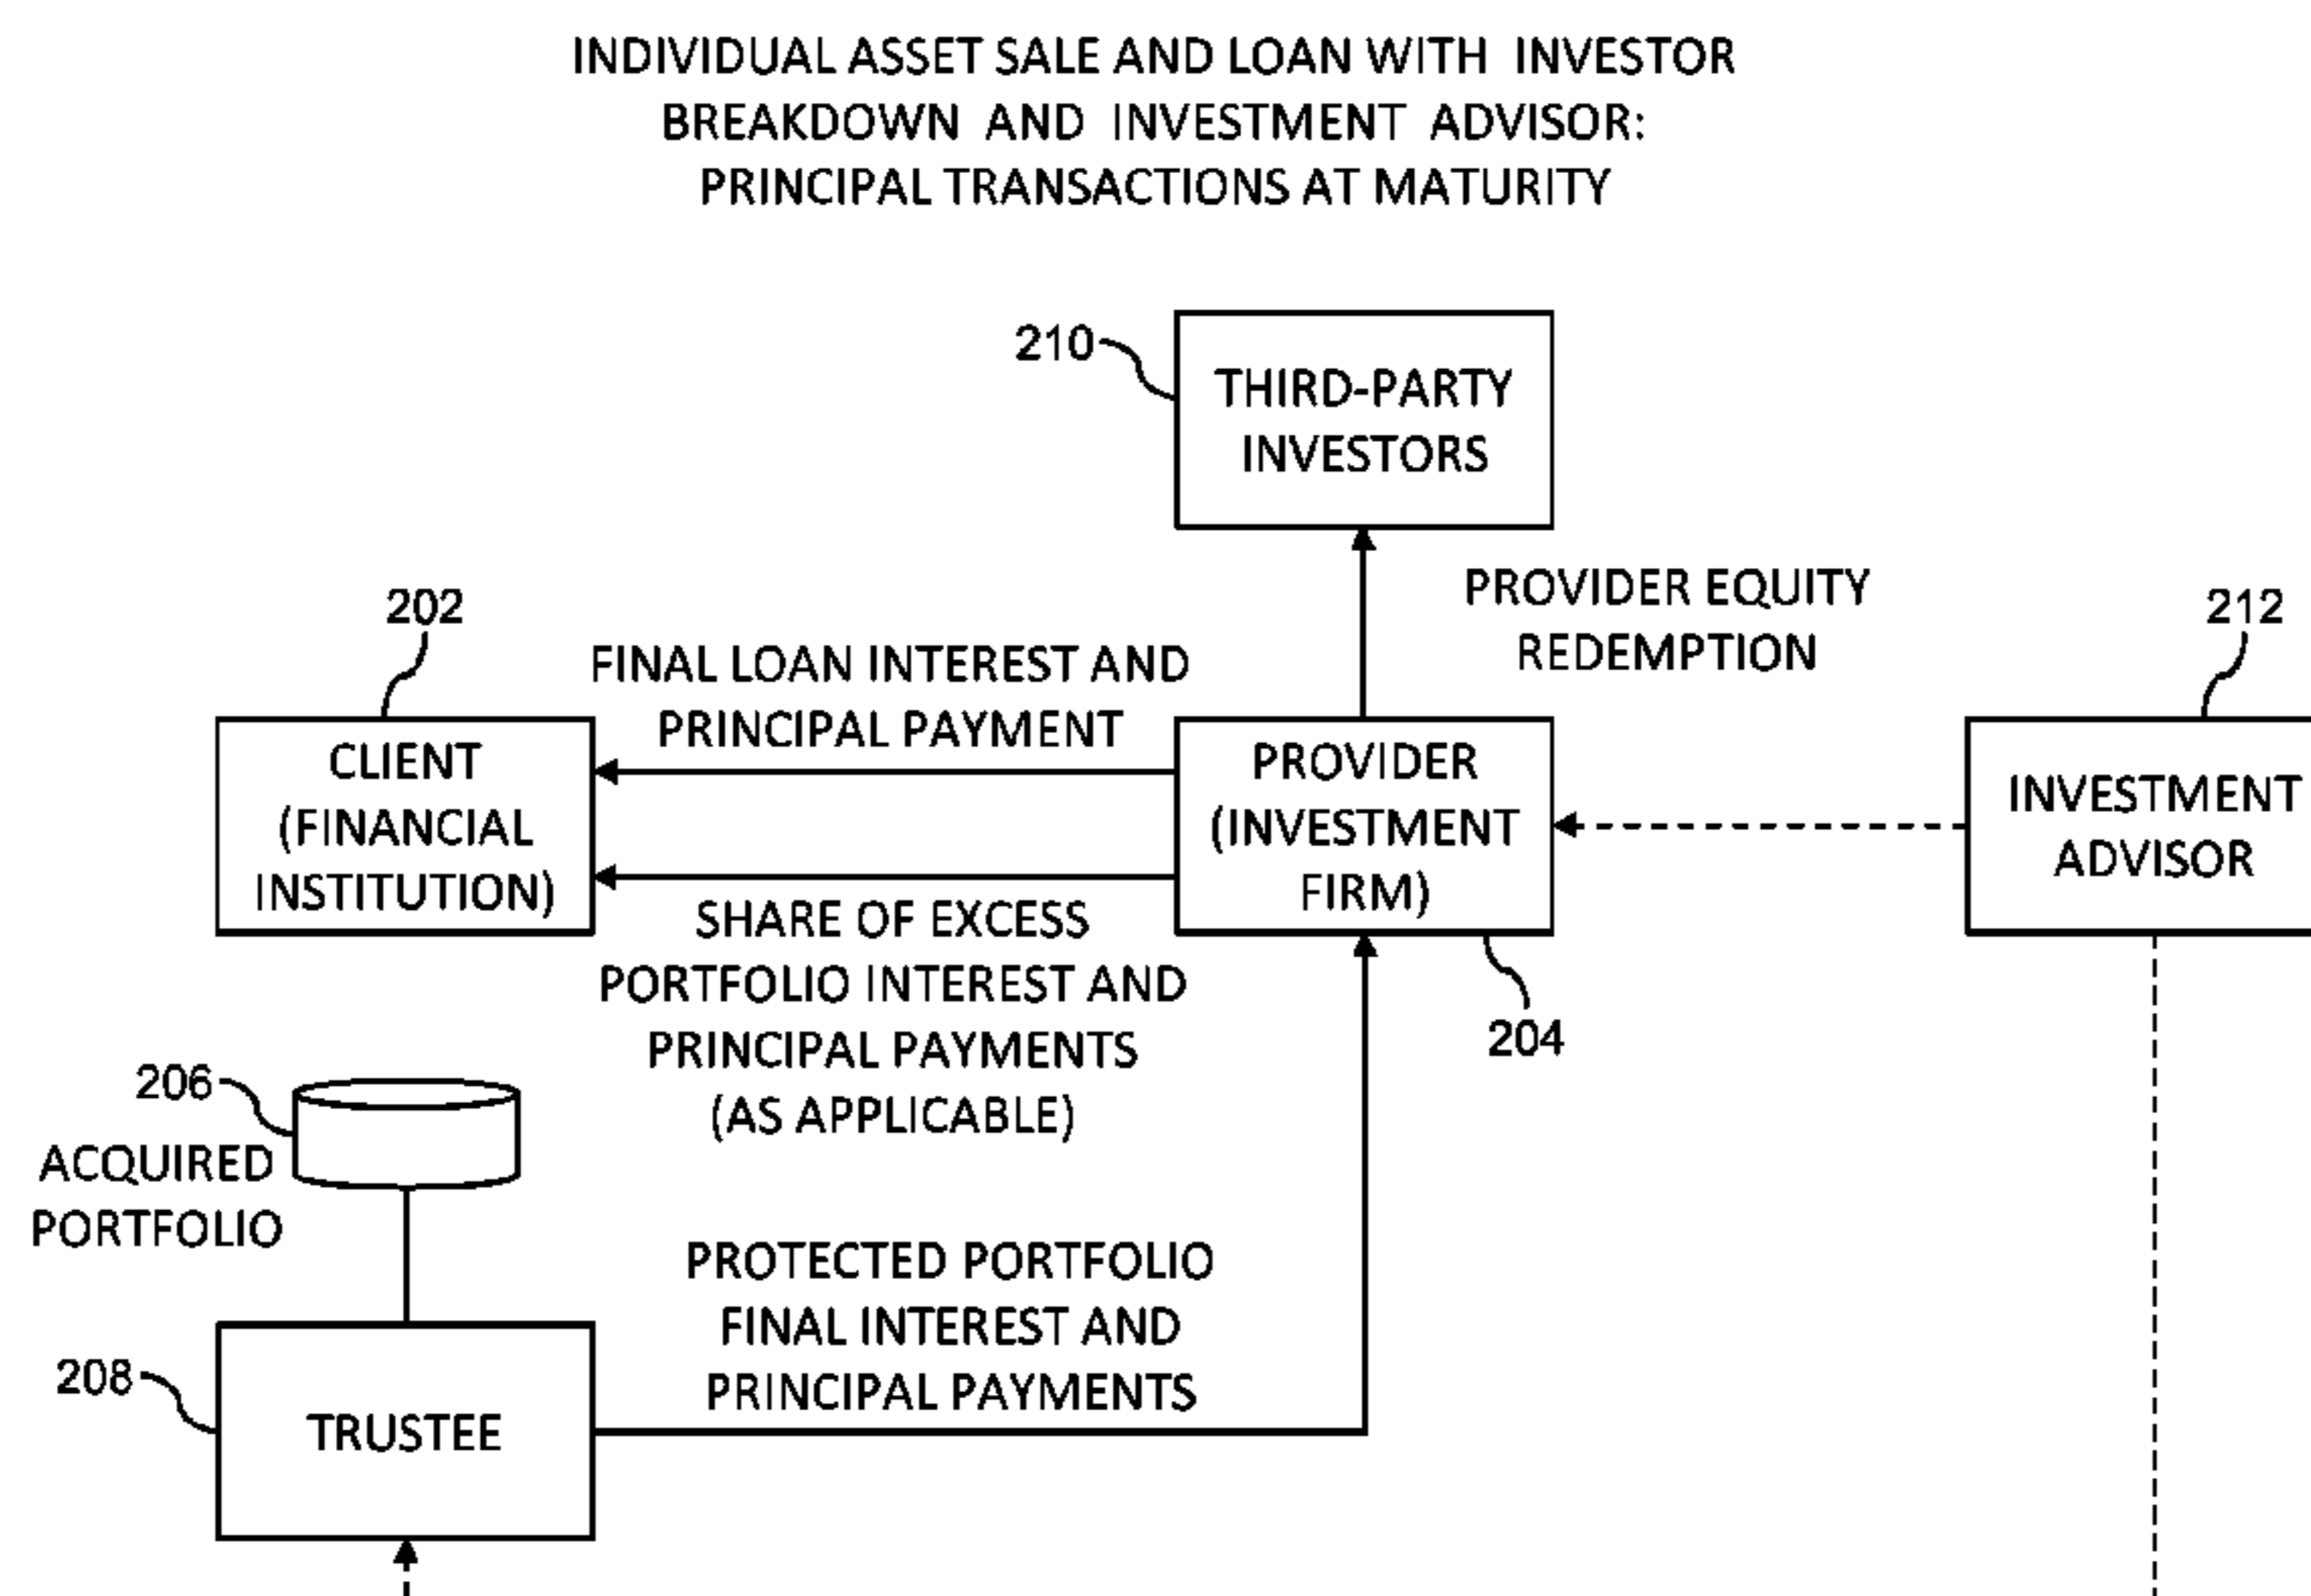 INDIVIDUAL ASSET SALE AND LOAN WITH INVESTOR
BREAKDOWN AND INVESTMENT ADVISOR:
PRINCIPAL TRANSACTIONS AT MATURITY
210
THIRD-PARTY
INVESTORS
PROVIDER EQUITY
REDEMPTION
202
212
FINAL LOAN INTEREST AND
PRINCIPAL PAYMENT
CLIENT
(FINANCIAL
INSTITUTION)
PROVIDER
(INVESTMENT
FIRM)
INVESTMENT
ADVISOR
SHARE OF EXCESS
PORTFOLIO INTEREST AND
PRINCIPAL PAYMENTS
(AS APPLICABLE)
204
206
ACQUIRED
PORTFOLIO
PROTECTED PORTFOLIO
FINAL INTEREST AND
PRINCIPAL PAYMENTS
208
TRUSTEE